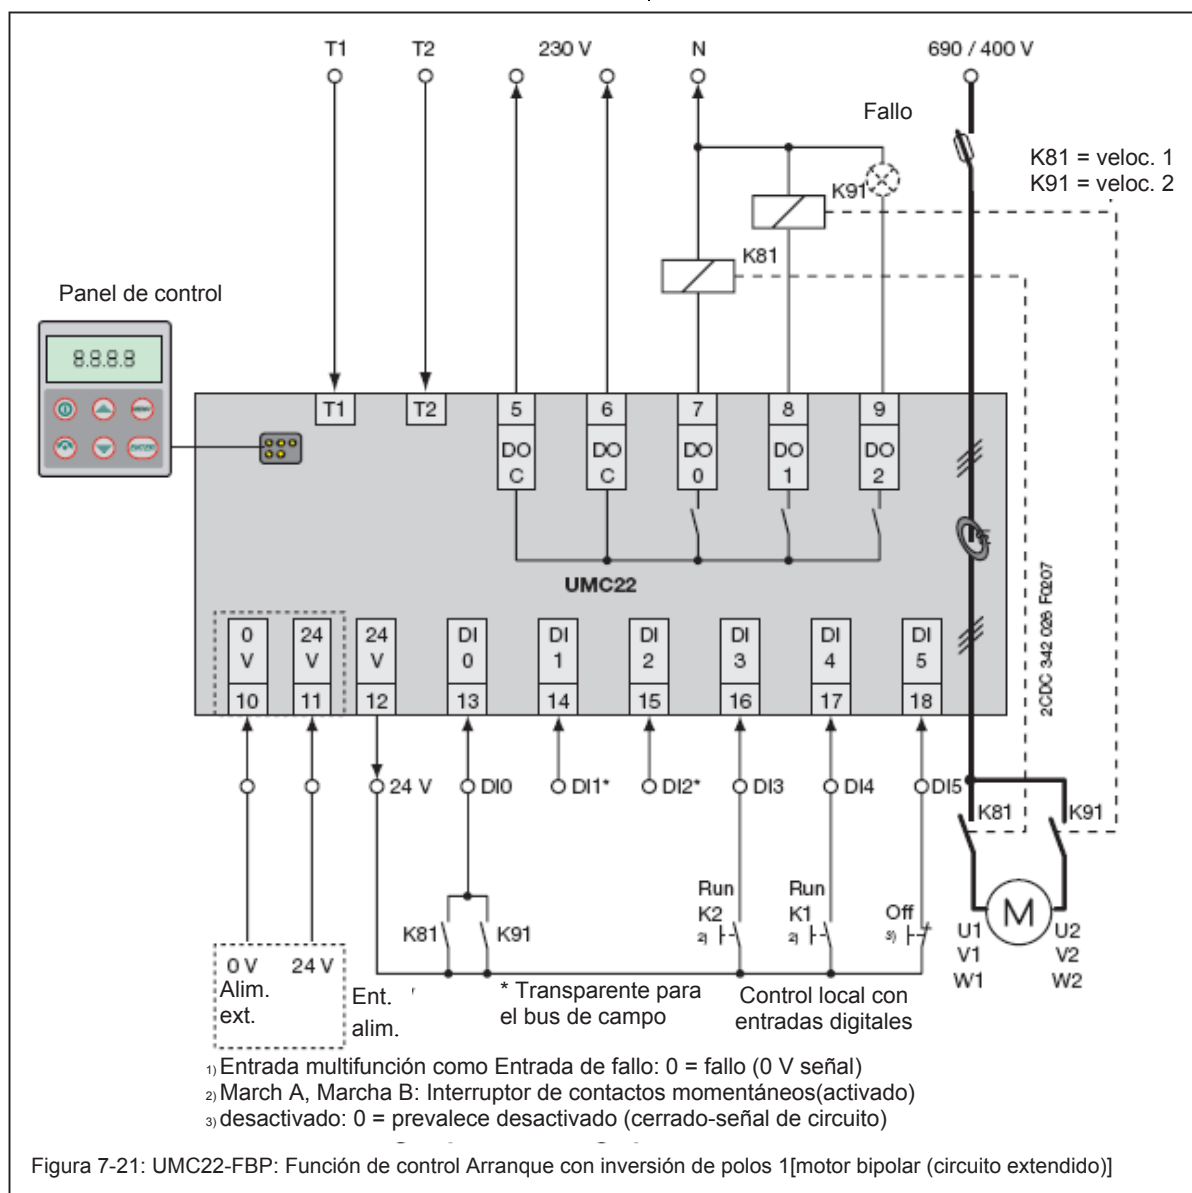 T1 T2 230 V N 690 / 400 V
Fallo
K81 = veloc. 1
K91 = veloc. 2
K91
K81
Panel de control
8.8.8.8
MENU
ENTER
T1 T2 5 6 7 8 9
DO DO DO DO DO
C C 0 1 2
UMC22
2CDC 342 026 F0207
0 24 24 DI DI DI DI DI DI
V V V 0 1 2 3 4 5
10 11 12 13 14 15 16 17 18
24 V DI0 DI1* DI2* DI3 DI4 DI5
K81 K91
Run Run
K2 K1 Off
2) 2) 3)
K81 K91
M
U1 U2
V1 V2
W1 W2
0 V 24 V
Alim.
ext.
Ent.
alim.
* Transparente para
el bus de campo
Control local con
entradas digitales
1) Entrada multifunción como Entrada de fallo: 0 = fallo (0 V señal)
2) March A, Marcha B: Interruptor de contactos momentáneos(activado)
3) desactivado: 0 = prevalece desactivado (cerrado-señal de circuito)
Figura 7-21: UMC22-FBP: Función de control Arranque con inversión de polos 1[motor bipolar (circuito extendido)]